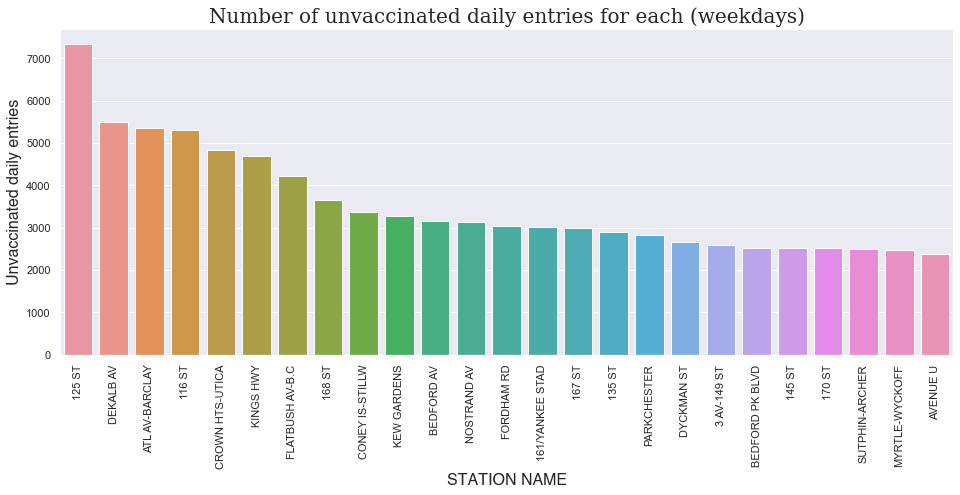 Number of unvaccinated daily entries for each (weekdays)
Unvaccinated daily entries
7000
6000
5000
4000
3000
2000
1000
0
125 ST
DEKALB AV
ATL AV-BARCLAY
116 ST
CROWN HTS-UTICA
KINGS HWY
FLATBUSH AV-B.C
168 ST
CONEY IS-STILLW
KEW GARDENS
BEDFORD AV
NOSTRAND AV
FORDHAM RD
161/YANKEE STAD
167 ST
135 ST
PARKCHESTER
DYCKMAN ST
3 AV-149 ST
BEDFORD PK BLVD
145 ST
170 ST
SUTPHIN-ARCHER
MYRTLE-WYCKOFF
AVENUE U
STATION NAME